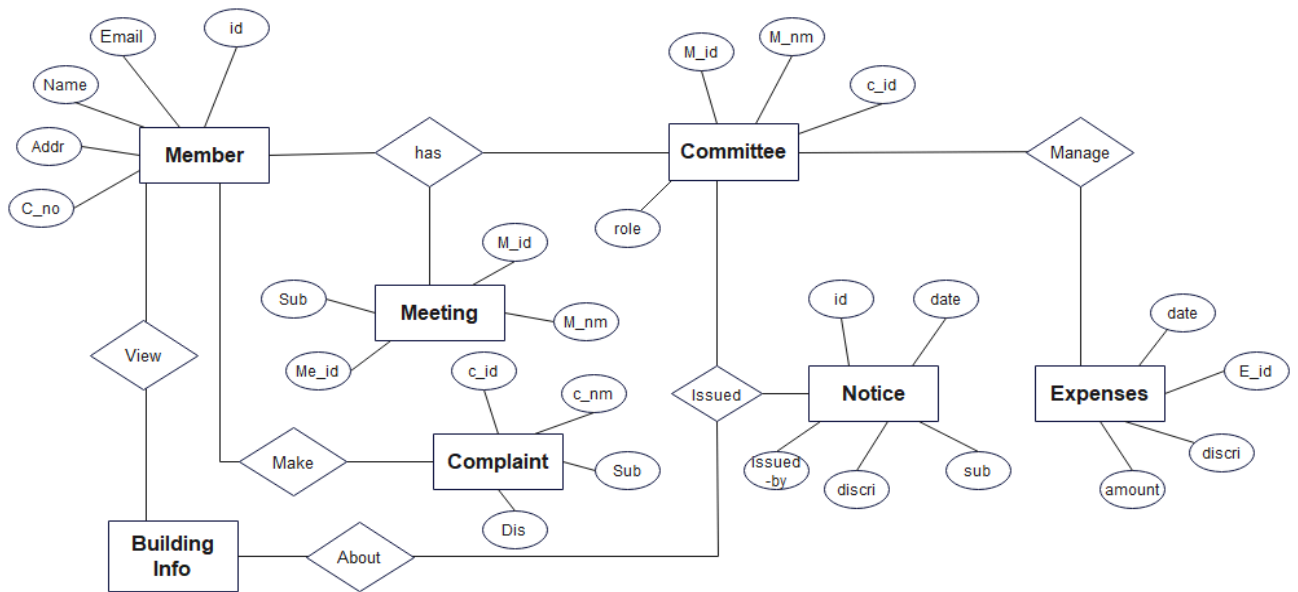 id
Email
M_nm
M_id
Name
c_id
Addr
Member
has
Committee
Manage
C_no
role
M_id
Sub
id
date
Meeting
M_nm
date
View
Me_id
c_id
E_id
c_nm
Issued
Notice
Expenses
Make
Complaint
Sub
Issued
-by
discri
sub
discri
amount
Dis
Building
Info
About